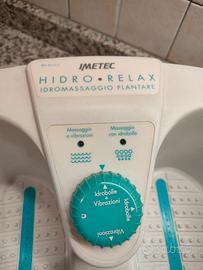 IMETEC
HIDRO • RELAX
IDROMASSAGGIO PLANTARE
Massaggio Massaggio
e vibrazioni con idrobolle
Idrobolle
e
Vibrazioni
Idrobolle
Vibrazioni